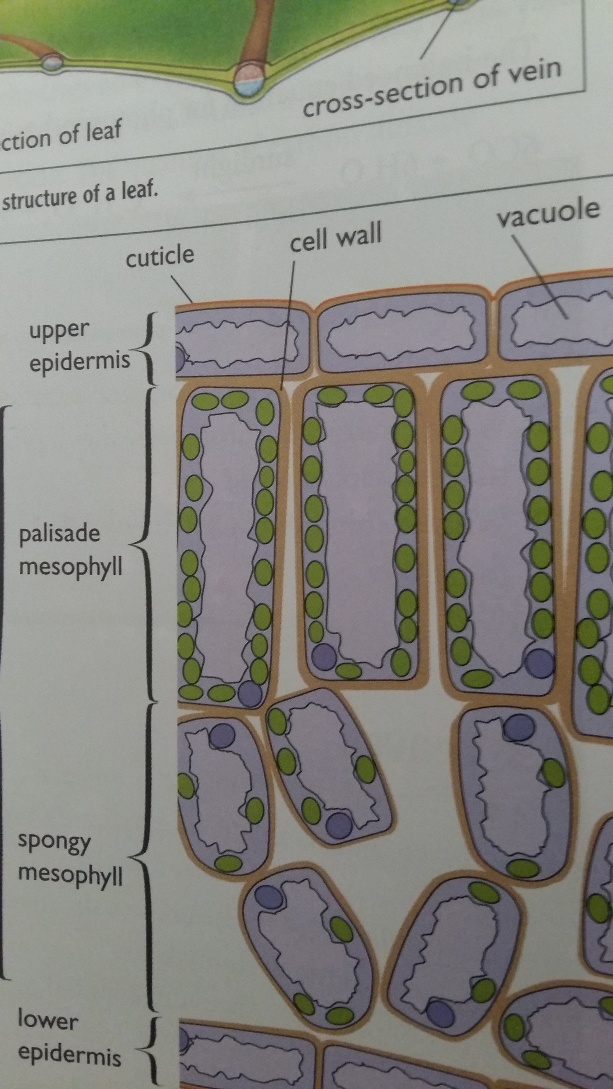 cross-section of vein
ction of leaf
structure of a leaf.
vacuole
cell wall
cuticle
upper
epidermis
palisade
mesophyll
spongy
mesophyll
lower
epidermis